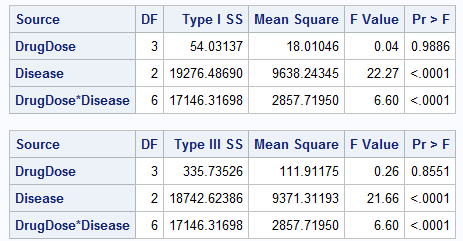 Source DF Type I SS Mean Square F Value Pr > F
DrugDose 3 54.03137 18.01046 0.04 0.9886
Disease 2 19276.48690 9638.24345 22.27 <.0001
DrugDose*Disease 6 17146.31698 2857.71950 6.60 <.0001
Source DF Type III SS Mean Square F Value Pr > F
DrugDose 3 335.73526 111.91175 0.26 0.8551
Disease 2 18742.62386 9371.31193 21.66 <.0001
DrugDose*Disease 6 17146.31698 2857.71950 6.60 <.0001